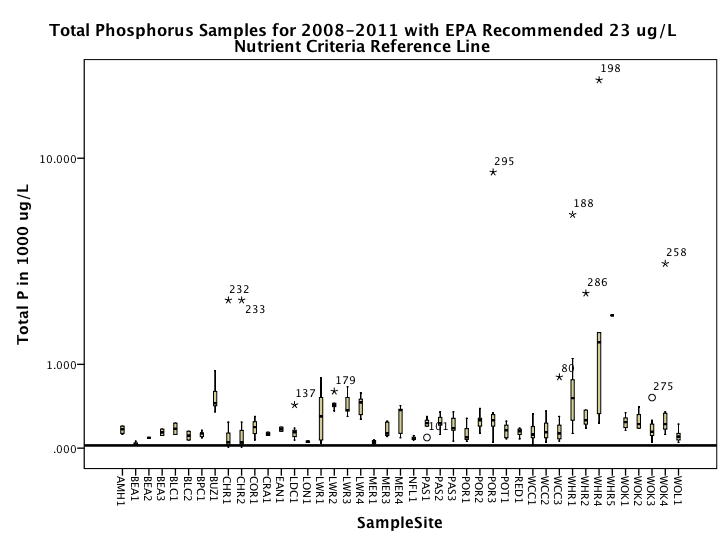 Total Phosphorus Samples for 2008-2011 with EPA Recommended 23 ug/L
Nutrient Criteria Reference Line
198
10.000
295
188
258
286
232
233
1.000
80
179
137
275
101
.000
Total P in 1000 ug/L
AMH1
BEA1
BEA2
BEA3
BLC1
BLC2
BPC1
BUZ1
CHR1
CHR2
COR1
CRA1
EAN1
LDC1
LON1
LWR1
LWR2
LWR3
LWR4
MER1
MER3
MER4
NFL1
PAS1
PAS2
PAS3
POR1
POR2
POR3
POT1
RED1
WCC1
WCC2
WCC3
WHR1
WHR2
WHR4
WHR5
WOK1
WOK2
WOK3
WOK4
WOL1
SampleSite